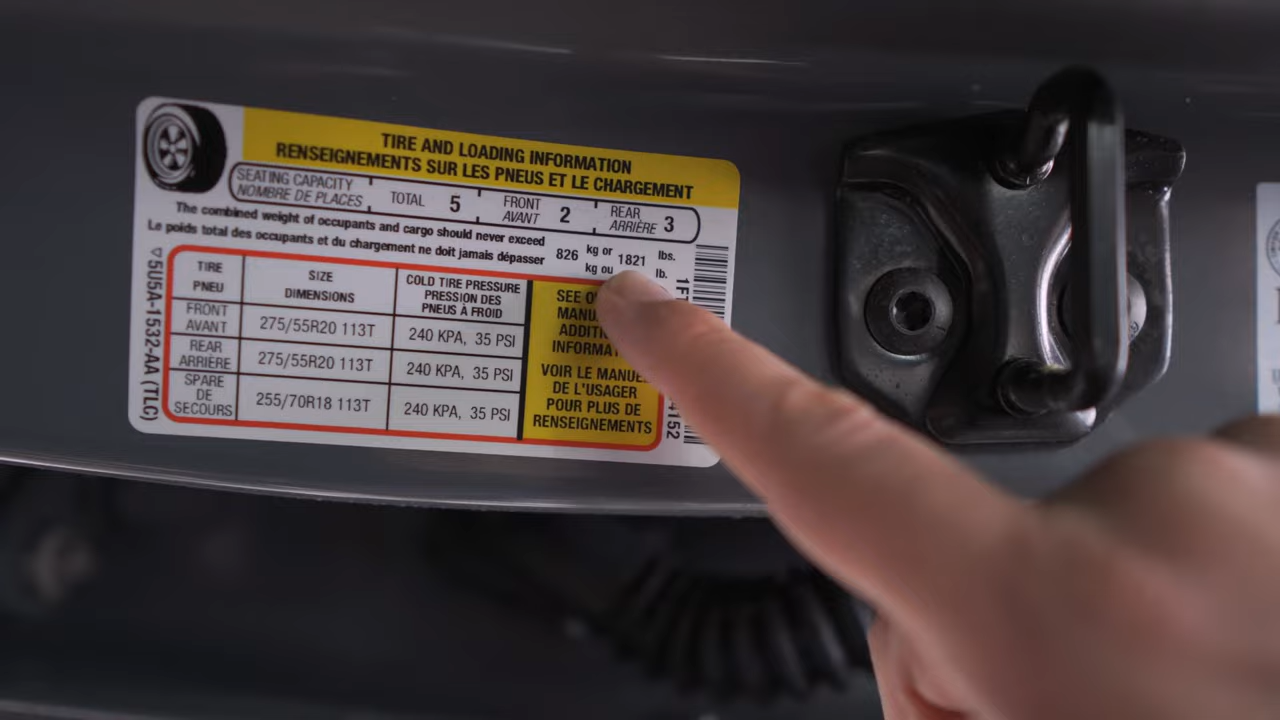 TIRE AND LOADING INFORMATION
RENSEIGNEMENTS SUR LES PNEUS ET LE CHARGEMENT
SEATING CAPACITY
NOMBRE DE PLACES
TOTAL 5
FRONT
AVANT
2
REAR
ARRIÈRE
3
The combined weight of occupants and cargo should never exceed
Le poids total des occupants et du chargement ne doit jamais dépasser
826
kg or
kg ou
1821
lbs.
lb.
TIRE
PNEU
SIZE
DIMENSIONS
COLD TIRE PRESSURE
PRESSION DES
PNEUS À FROID
FRONT
AVANT
275/55R20 113T
240 KPA, 35 PSI
REAR
ARRIÈRE
275/55R20 113T
240 KPA, 35 PSI
SPARE
DE
SECOURS
255/70R18 113T
240 KPA, 35 PSI
SEE
VOIR LE
DE L'USAGER
POUR PLUS DE
RENSEIGNEMENTS
5U5A-1532-AA (TLC)